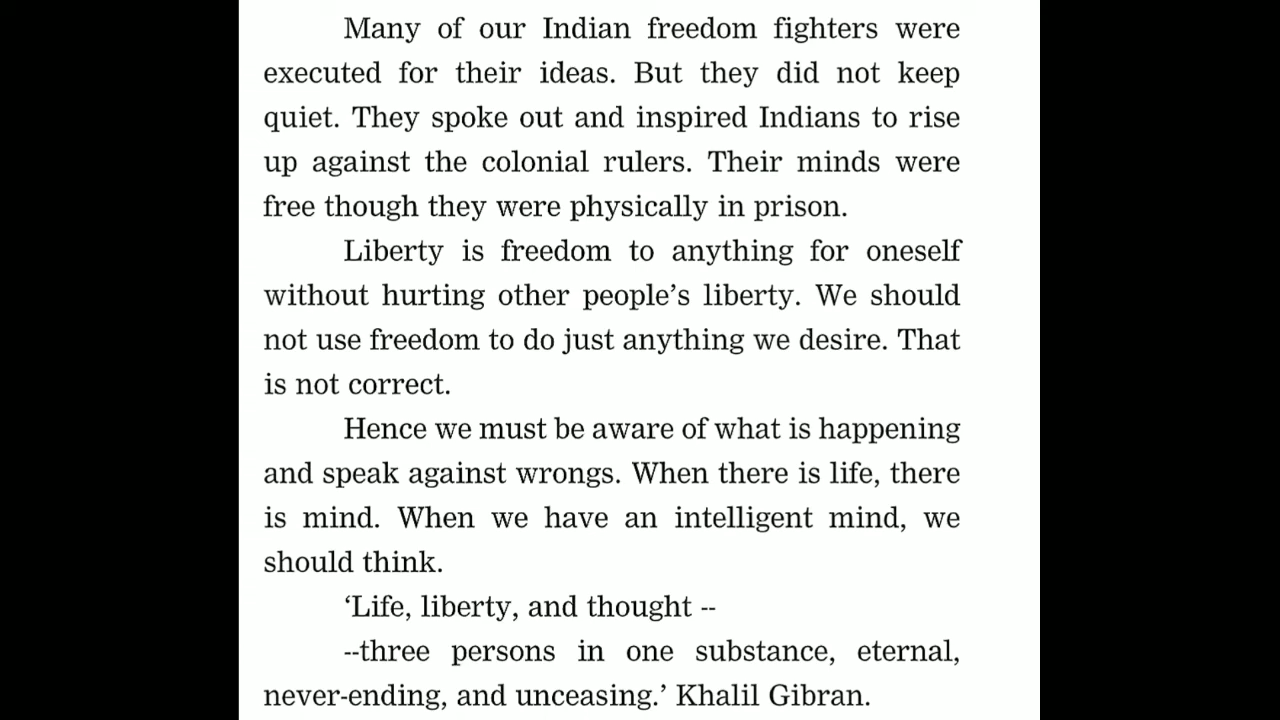 Many of our Indian freedom fighters were
executed for their ideas. But they did not keep
quiet. They spoke out and inspired Indians to rise
up against the colonial rulers. Their minds were
free though they were physically in prison.
Liberty is freedom to anything for oneself
without hurting other people’s liberty. We should
not use freedom to do just anything we desire. That
is not correct.
Hence we must be aware of what is happening
and speak against wrongs. When there is life, there
is mind. When we have an intelligent mind, we
should think.
‘Life, liberty, and thought --
--three persons in one substance, eternal,
never-ending, and unceasing.’ Khalil Gibran.